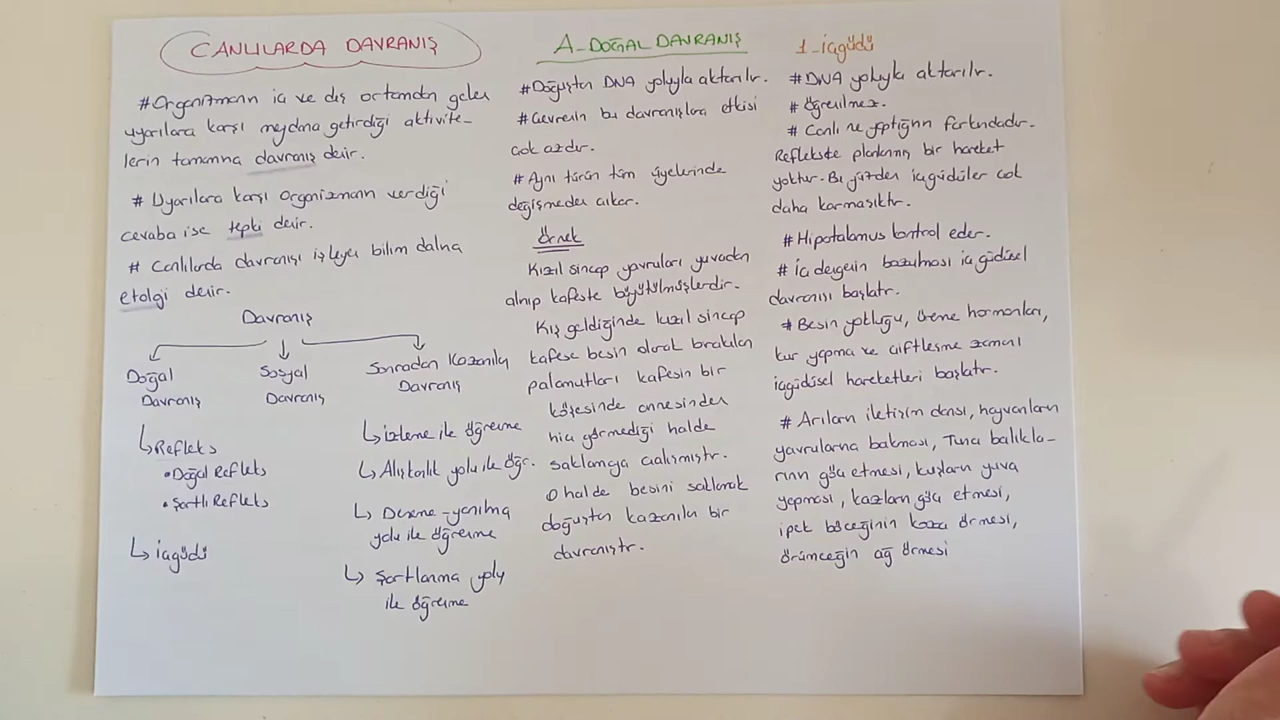 CANLILARDA DAVRANIŞ
# Organizmanın iç ve dış ortamdan gelen
uyarılara karşı meydana getirdiği aktivite-
lerin tamamına davranış denir.
# Uyarılara karşı organizmanın verdiği
cevaba ise tepki denir.
# Canlılarda davranışı işleyen bilim dalına
etolgi denir.
Davranış
Doğal
Davranış
Sosyal
Davranış
Sonradan Kazanılan
Davranış
↳ Refleks
• Doğal Refleks
• Şartlı Refleks
↳ İçgüdü
↳ İzleme ile öğrenme
↳ Alışkanlık yolu ile öğr.
↳ Deneme-yanılma
yolu ile öğrenme
↳ Şartlanma yolu
ile öğrenme
A-DOĞAL DAVRANIŞ
# Doğuştan DNA yoluyla aktarılır.
# Çevrenin bu davranışlara etkisi
çok azdır.
# Aynı türün tüm üyelerinde
değişmeden çıkar.
Örnek
Kızıl sincap yavruları yuvadan
alınıp kafeste büyütülmüşlerdir.
Kış geldiğinde kızıl sincap
kafese besin olarak bırakılan
palamutları kafesin bir
köşesinde annesinden
hiç görmediği halde
saklamaya çalışmıştır.
O halde besini saklamak
doğuştan kazanılan bir
davranıştır.
1-İçgüdü
# DNA yoluyla aktarılır.
# Öğrenilmez.
# Canlı ne yaptığının farkındadır.
Reflekste planlanmış bir hareket
yoktur. Bu yüzden içgüdüler çok
daha karmaşıktır.
# Hipotalamus kontrol eder.
# İç dengenin bozulması içgüdüsel
davranışı başlatır.
# Besin yokluğu, üreme hormonları,
kur yapma ve çiftleşme zamanı
içgüdüsel hareketleri başlatır.
# Arıların iletişim dansı, hayvanların
yavrularına bakması, Tuna balıkla-
rının göç etmesi, kuşların yuva
yapması, kazların göç etmesi,
ipek böceğinin koza örmesi,
örümceğin ağ örmesi